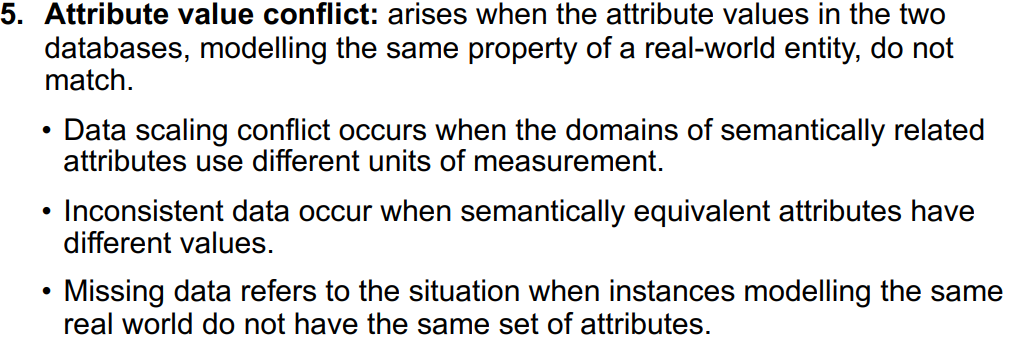 5. Attribute value conflict: arises when the attribute values in the two
databases, modelling the same property of a real-world entity, do not
match.
• Data scaling conflict occurs when the domains of semantically related
attributes use different units of measurement.
• Inconsistent data occur when semantically equivalent attributes have
different values.
• Missing data refers to the situation when instances modelling the same
real world do not have the same set of attributes.